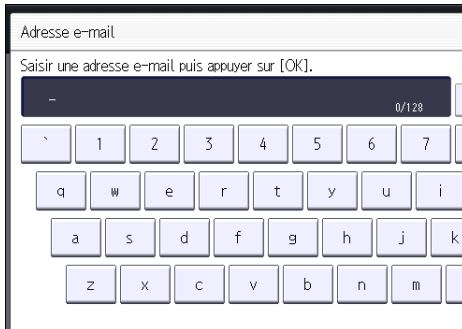 Adresse e-mail
Saisir une adresse e-mail puis appuyer sur [OK].
_
0/128
` 1 2 3 4 5 6 7
q w e r t y u i
a s d f g h j k
z x c v b n m